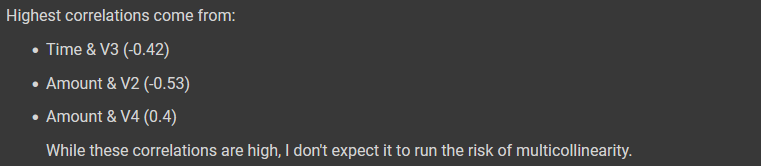 Highest correlations come from:
• Time & V3 (-0.42)
• Amount & V2 (-0.53)
• Amount & V4 (0.4)
While these correlations are high, I don't expect it to run the risk of multicollinearity.